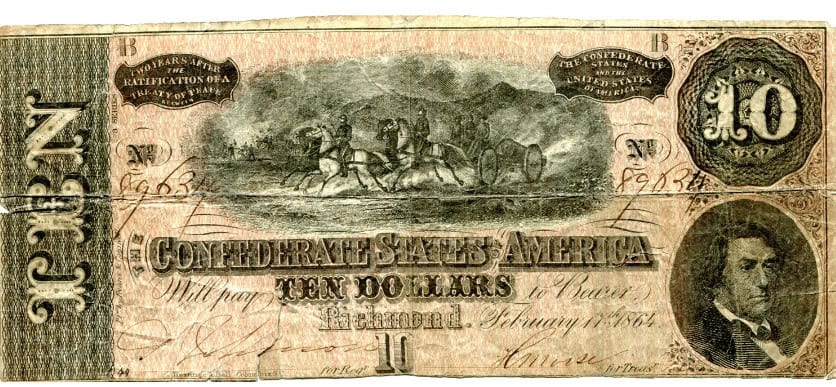 B
B
TWO YEARS AFTER
THE
RATIFICATION OF A
TREATY OF PEACE
BETWEEN
THE CONFEDERATE
STATES
AND THE
UNITED STATES
OF AMERICA
10
TEN
No
No
89634
89634
THE
CONFEDERATE STATES OF AMERICA
Will pay TEN DOLLARS to Bearer,
Richmond, February 17th 1864
10
for Regr
for Treasr